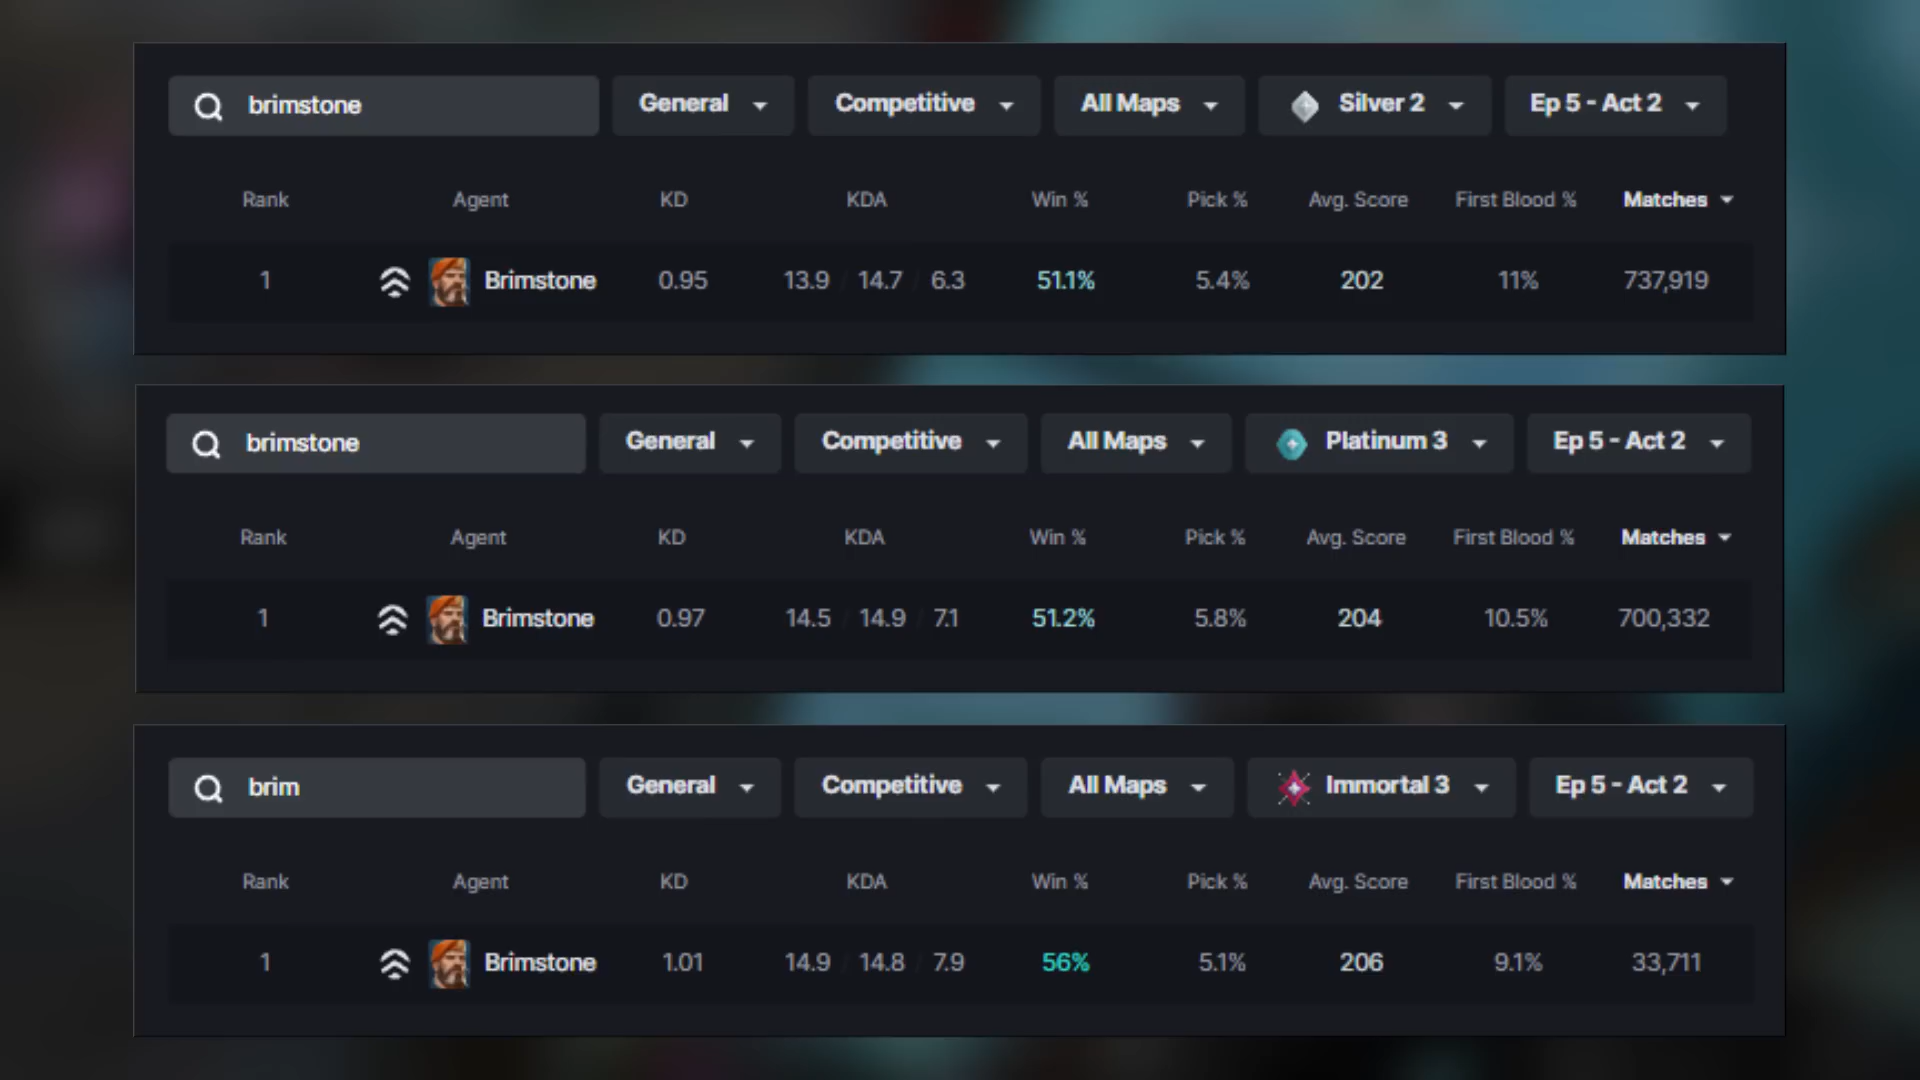 brimstone General Competitive All Maps Silver 2 Ep 5 - Act 2
Rank Agent KD KDA Win % Pick % Avg. Score First Blood % Matches
1 Brimstone 0.95 13.9 / 14.7 / 6.3 51.1% 5.4% 202 11% 737,919
brimstone General Competitive All Maps Platinum 3 Ep 5 - Act 2
Rank Agent KD KDA Win % Pick % Avg. Score First Blood % Matches
1 Brimstone 0.97 14.5 / 14.9 / 7.1 51.2% 5.8% 204 10.5% 700,332
brim General Competitive All Maps Immortal 3 Ep 5 - Act 2
Rank Agent KD KDA Win % Pick % Avg. Score First Blood % Matches
1 Brimstone 1.01 14.9 / 14.8 / 7.9 56% 5.1% 206 9.1% 33,711